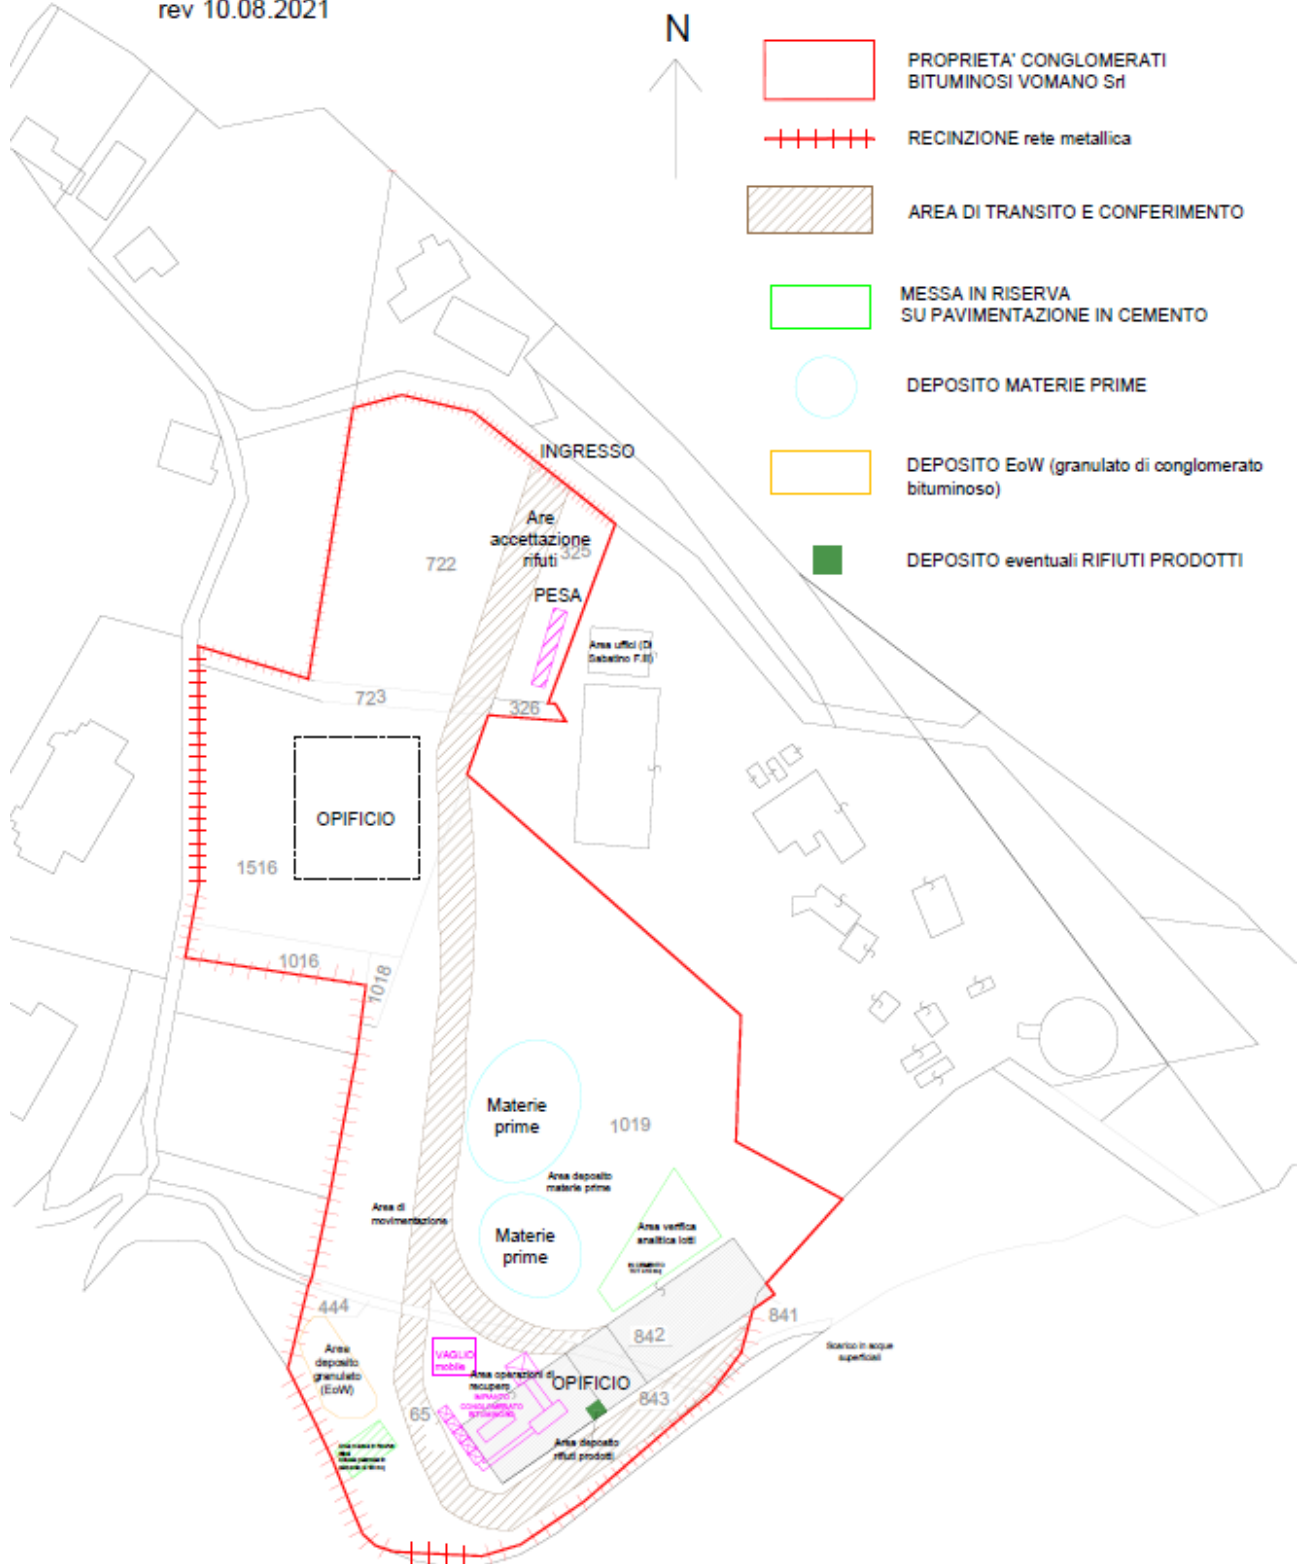 rev 10.08.2021
N
PROPRIETA' CONGLOMERATI
BITUMINOSI VOMANO Srl
RECINZIONE rete metallica
AREA DI TRANSITO E CONFERIMENTO
MESSA IN RISERVA
SU PAVIMENTAZIONE IN CEMENTO
DEPOSITO MATERIE PRIME
DEPOSITO EoW (granulato di conglomerato
bituminoso)
DEPOSITO eventuali RIFIUTI PRODOTTI
INGRESSO
Are
accettazione
rifiuti
325
722
PESA
Area uffici (Di
Sabatino F.lli)
723
326
OPIFICIO
1516
1016
1018
Materie
prime
1019
Area deposito
materie prime
Area di
movimentazione
Materie
prime
Area verifica
analitica lotti
444
841
842
Scarico in acque
superficiali
Area
deposito
granulato
(EoW)
VAGLIO
mobile
Area operazioni di
recupero
IMPIANTO
CONGLOMERATO
BITUMINOSO
OPIFICIO
843
65
Area deposito
rifiuti prodotti